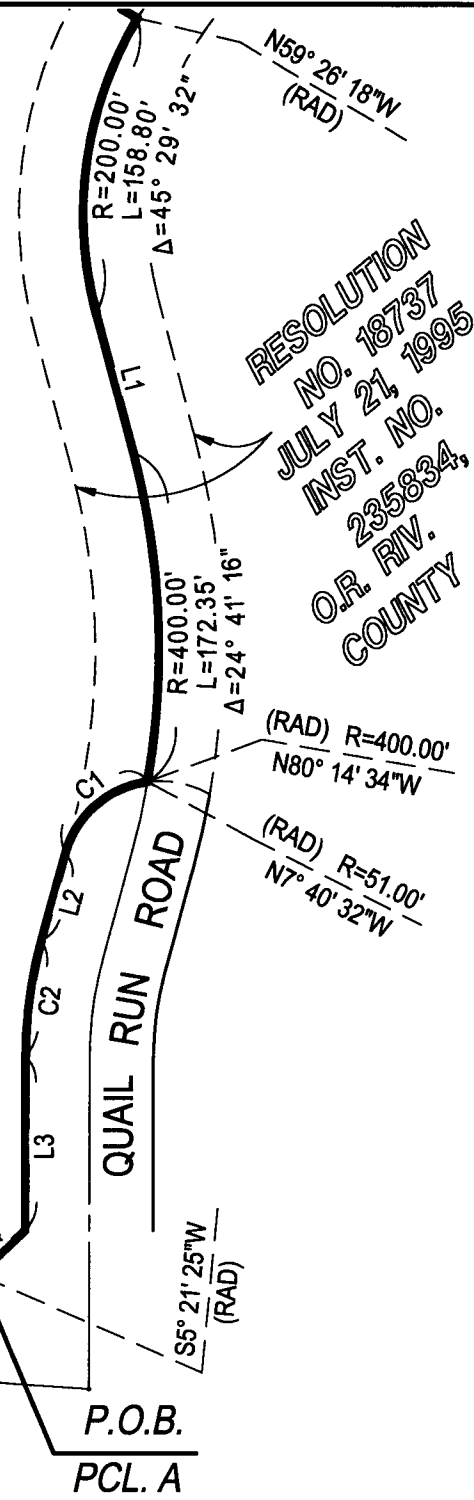 N59° 26' 18"W
(RAD)
R=200.00'
L=158.80'
Δ=45° 29' 32"
L1
RESOLUTION
NO. 18737
JULY 21, 1995
INST. NO.
235834,
O.R. RIV.
COUNTY
R=400.00'
L=172.35'
Δ=24° 41' 16"
(RAD) R=400.00'
N80° 14' 34"W
C1
(RAD) R=51.00'
N7° 40' 32"W
L2
C2
QUAIL RUN ROAD
L3
S5° 21' 25"W
(RAD)
P.O.B.
PCL. A